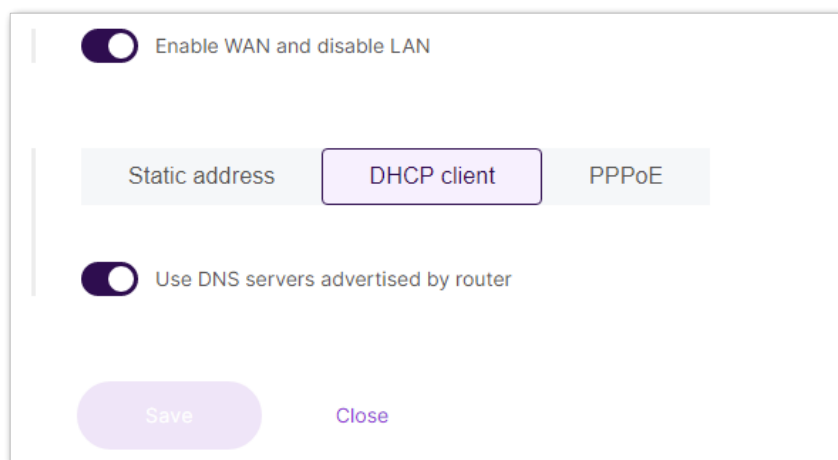 Enable WAN and disable LAN
Static address DHCP client PPPoE
Use DNS servers advertised by router
Save Close